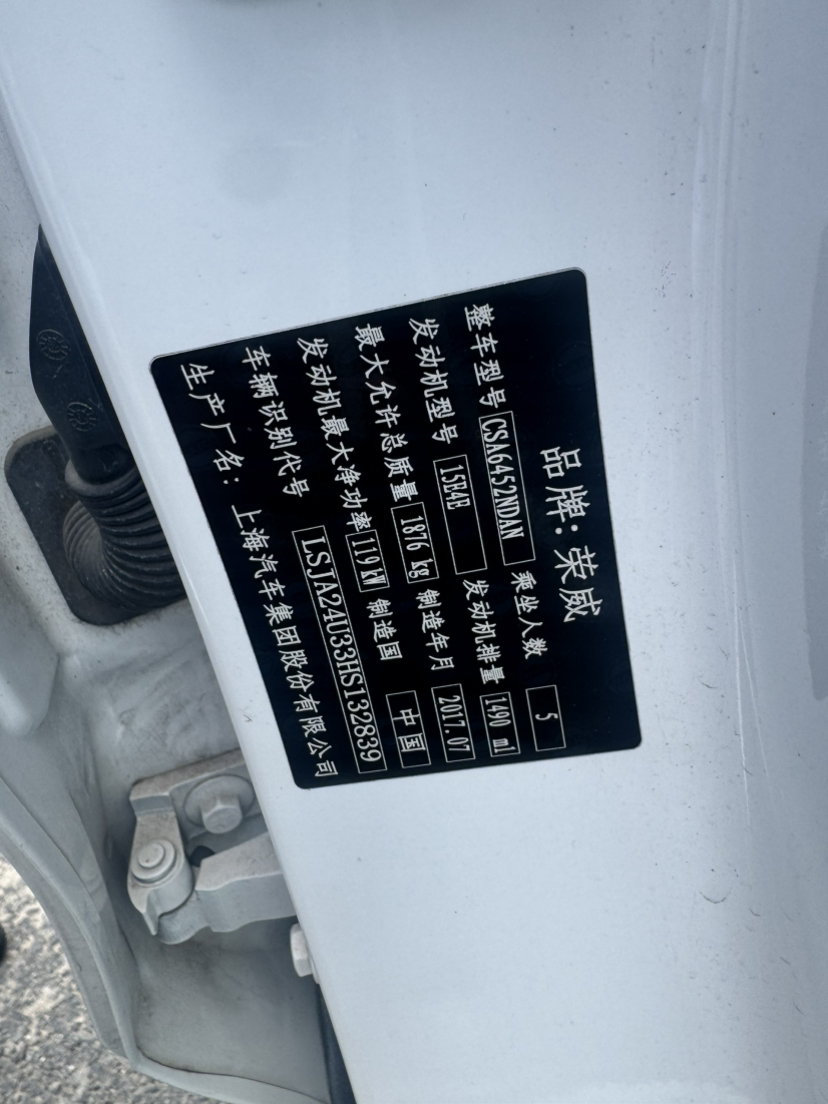 品牌: 荣威
整车型号 CSA6452NDAN 乘坐人数 5
发动机型号 15E4E 发动机排量 1490 ml
最大允许总质量 1876 kg 制造年月 2017.07
发动机最大净功率 119 kW 制造国 中国
车辆识别代号 LSJA24U33HS132839
生产厂名: 上海汽车集团股份有限公司